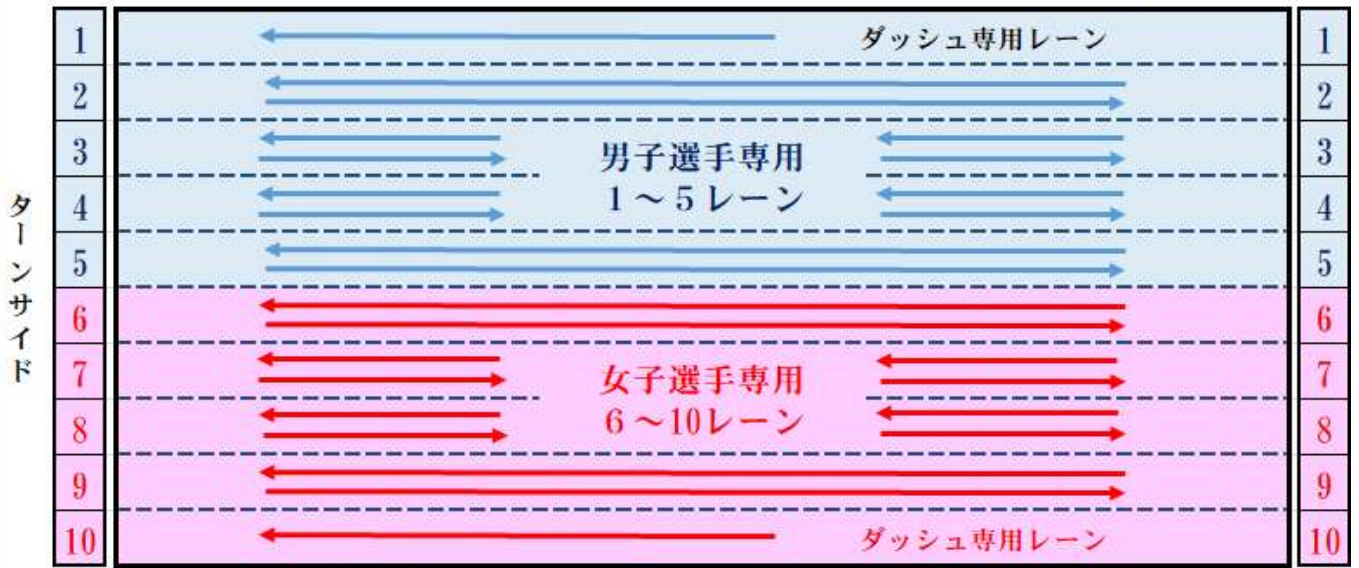 1 ダッシュ専用レーン 1
2 2
3 3
男子選手専用
1～5レーン
4 4
5 5
ターンサイド
6 6
7 7
女子選手専用
6～10レーン
8 8
9 9
10 ダッシュ専用レーン 10